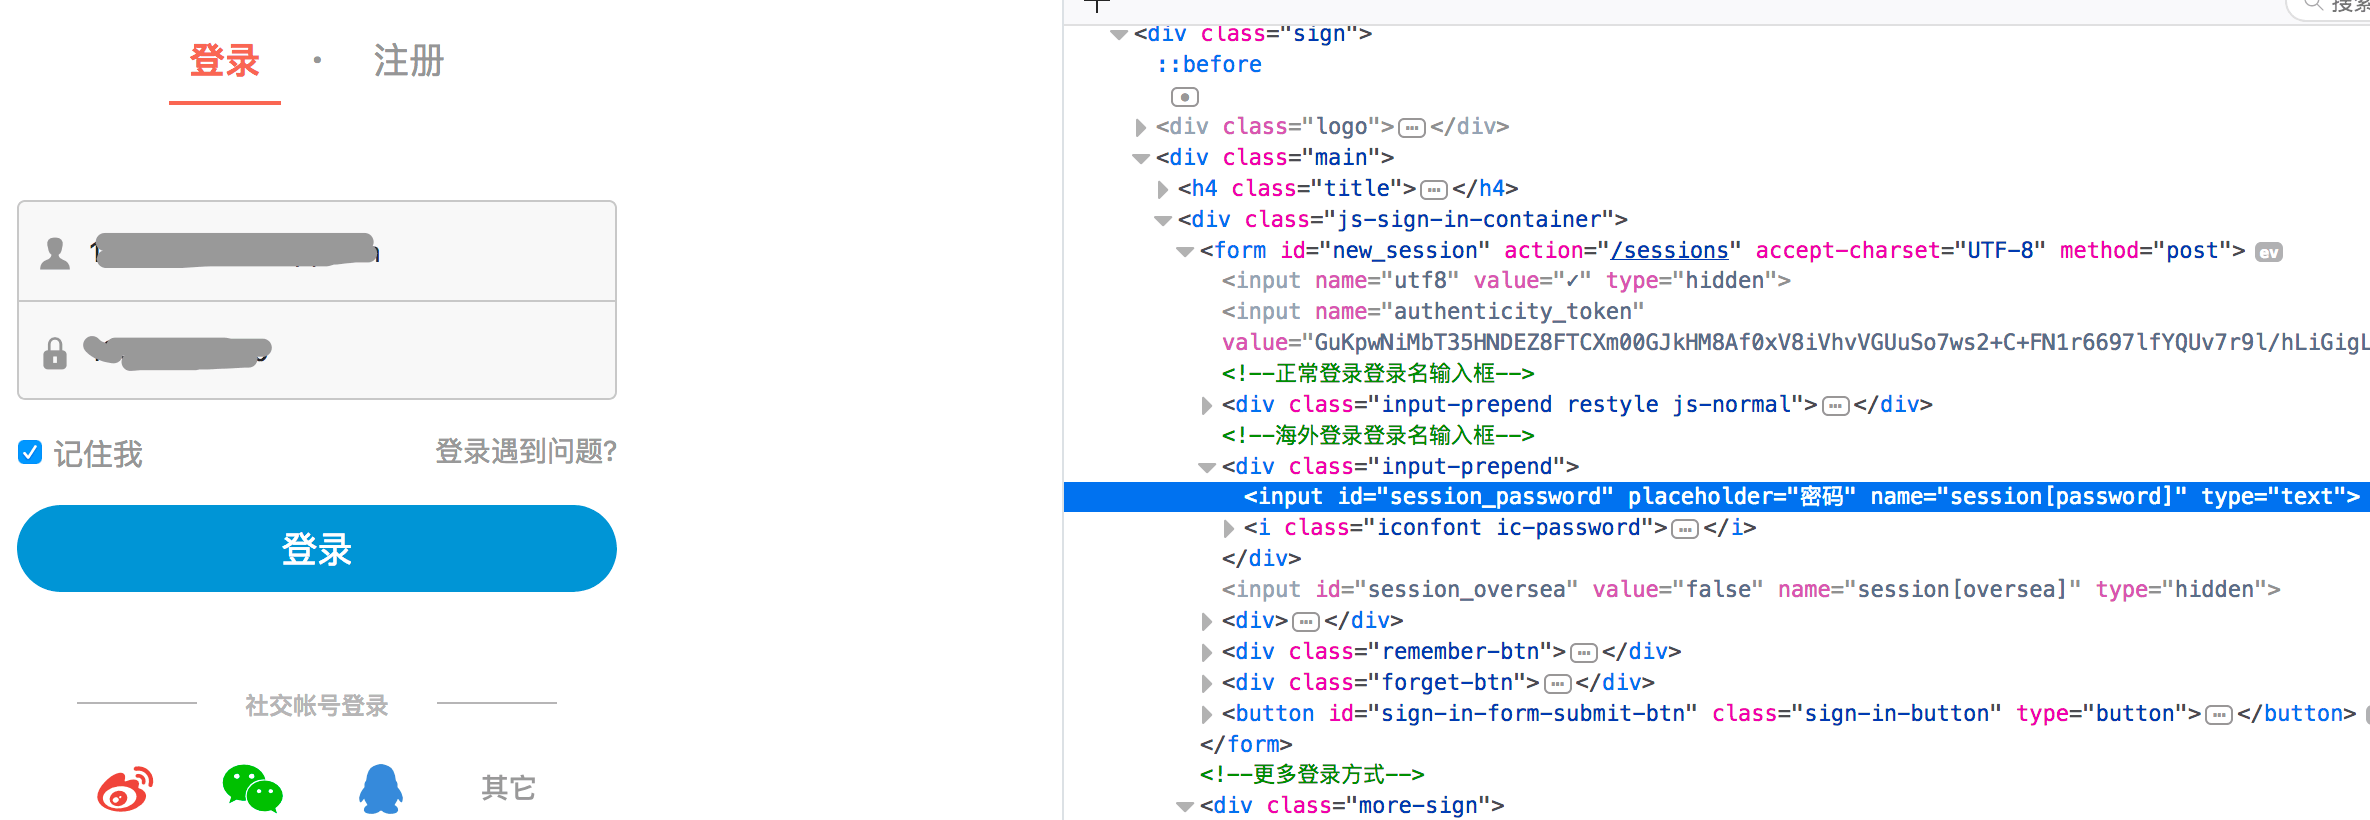 登录 · 注册
记住我 登录遇到问题?
登录
社交帐号登录
其它
搜索
<div class="sign">
::before
<div class="logo">…</div>
<div class="main">
<h4 class="title">…</h4>
<div class="js-sign-in-container">
<form id="new_session" action="/sessions" accept-charset="UTF-8" method="post"> ev
<input name="utf8" value="✓" type="hidden">
<input name="authenticity_token"
value="GuKpwNiMbT35HNDEZ8FTCXm00GJkHM8Af0xV8iVhvVGUuSo7ws2+C+FN1r6697lfYQUv7r9l/hLiGigL
<!--正常登录登录名输入框-->
<div class="input-prepend restyle js-normal">…</div>
<!--海外登录登录名输入框-->
<div class="input-prepend">
<input id="session_password" placeholder="密码" name="session[password]" type="text">
<i class="iconfont ic-password">…</i>
</div>
<input id="session_oversea" value="false" name="session[oversea]" type="hidden">
<div>…</div>
<div class="remember-btn">…</div>
<div class="forget-btn">…</div>
<button id="sign-in-form-submit-btn" class="sign-in-button" type="button">…</button>
</form>
<!--更多登录方式-->
<div class="more-sign">